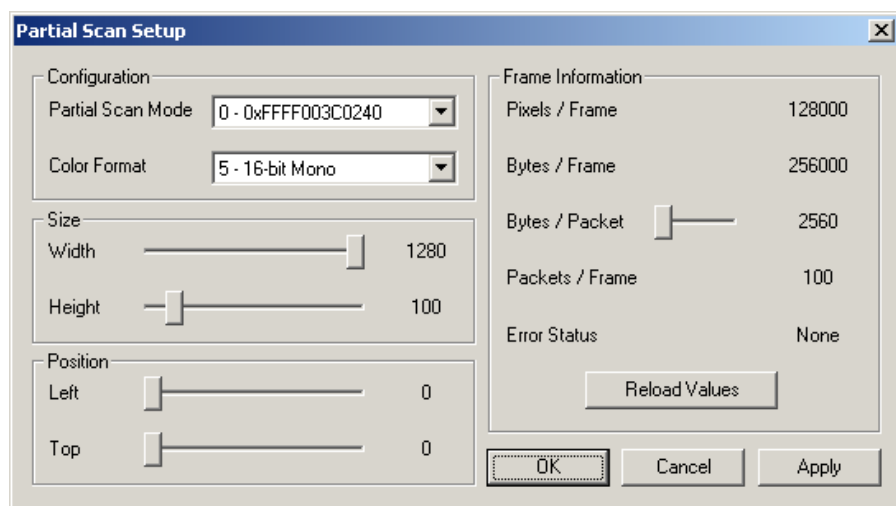 Partial Scan Setup
Configuration
Partial Scan Mode 0 - 0xFFFF003C0240
Color Format 5 - 16-bit Mono
Size
Width 1280
Height 100
Position
Left 0
Top 0
Frame Information
Pixels / Frame 128000
Bytes / Frame 256000
Bytes / Packet 2560
Packets / Frame 100
Error Status None
Reload Values
OK Cancel Apply